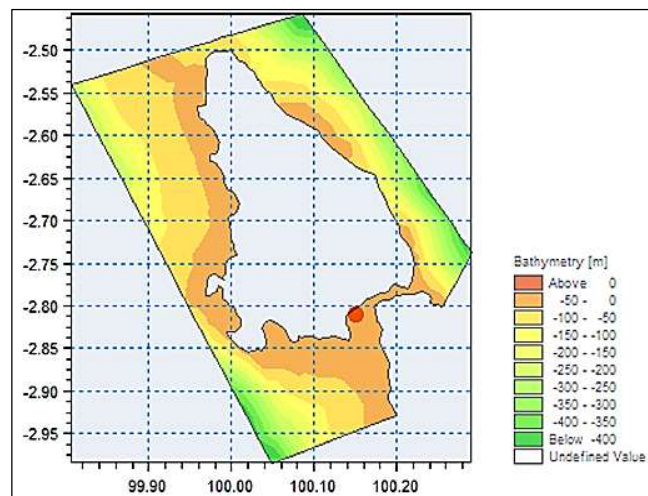 -2.50
-2.55
-2.60
-2.65
-2.70
-2.75
-2.80
-2.85
-2.90
-2.95
99.90 100.00 100.10 100.20
Bathymetry [m]
Above 0
-50 - 0
-100 - -50
-150 - -100
-200 - -150
-250 - -200
-300 - -250
-350 - -300
-400 - -350
Below -400
Undefined Value